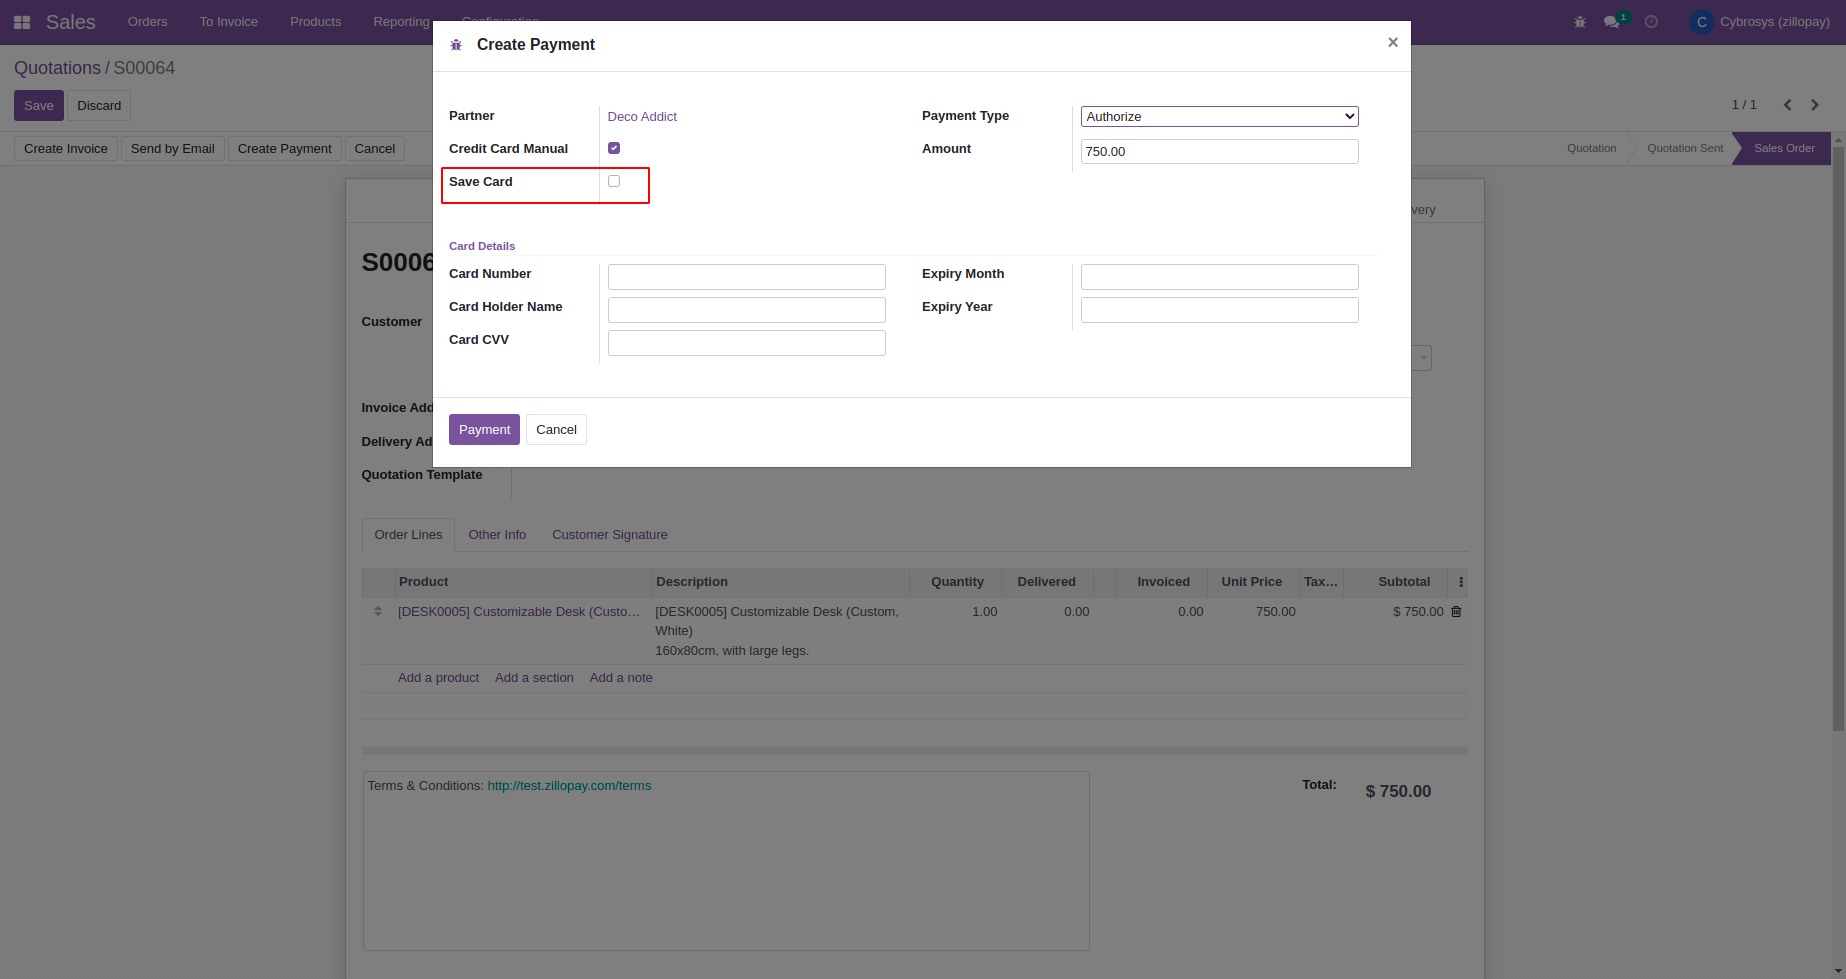 Sales Orders To Invoice Products Reporting Configuration 1 C Cybrosys (zillopay)
Create Payment ×
Quotations / S00064
Save Discard 1 / 1
Partner Deco Addict Payment Type Authorize
Create Invoice Send by Email Create Payment Cancel Credit Card Manual Amount 750.00 Quotation Quotation Sent Sales Order
Save Card
very
Card Details
S0006
Card Number Expiry Month
Card Holder Name Expiry Year
Customer
Card CVV
Invoice Add
Payment Cancel
Delivery Ad
Quotation Template
Order Lines Other Info Customer Signature
Product Description Quantity Delivered Invoiced Unit Price Tax... Subtotal
[DESK0005] Customizable Desk (Custo... [DESK0005] Customizable Desk (Custom, 1.00 0.00 0.00 750.00 $ 750.00
White)
160x80cm, with large legs.
Add a product Add a section Add a note
Terms & Conditions: http://test.zillopay.com/terms Total: $ 750.00